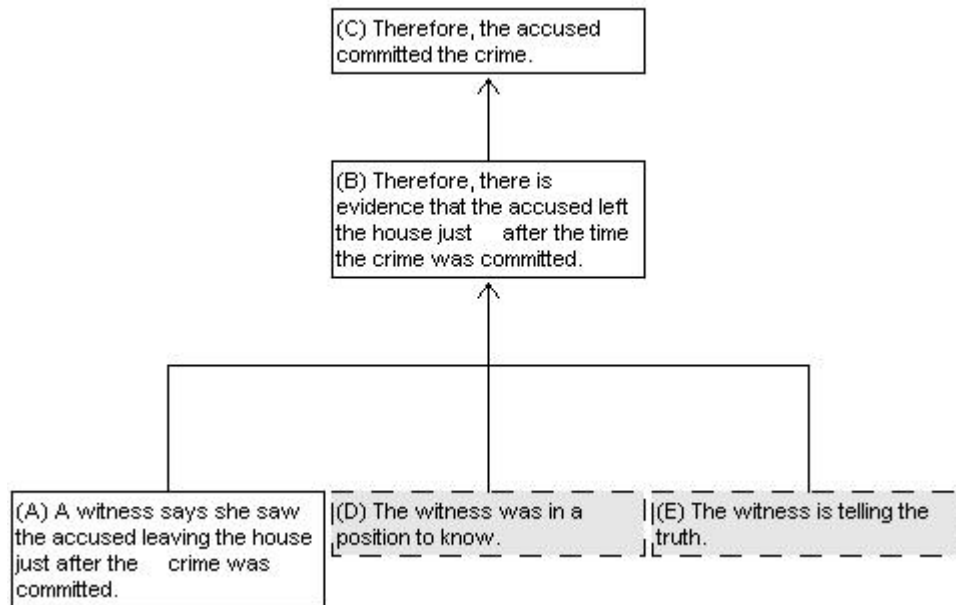 (C) Therefore, the accused
committed the crime.
(B) Therefore, there is
evidence that the accused left
the house just after the time
the crime was committed.
(A) A witness says she saw
the accused leaving the house
just after the crime was
committed.
(D) The witness was in a
position to know.
(E) The witness is telling the
truth.